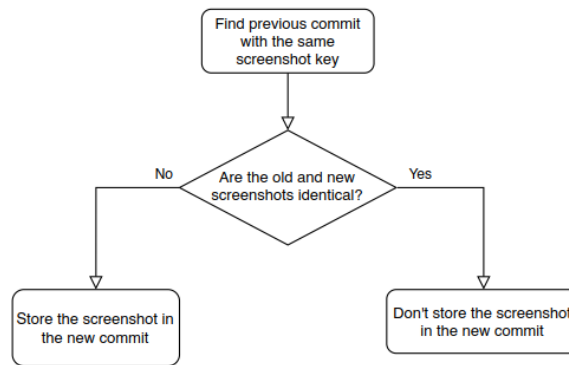 Find previous commit
with the same
screenshot key
No
Are the old and new
screenshots identical?
Yes
Store the screenshot in
the new commit
Don't store the screenshot
in the new commit